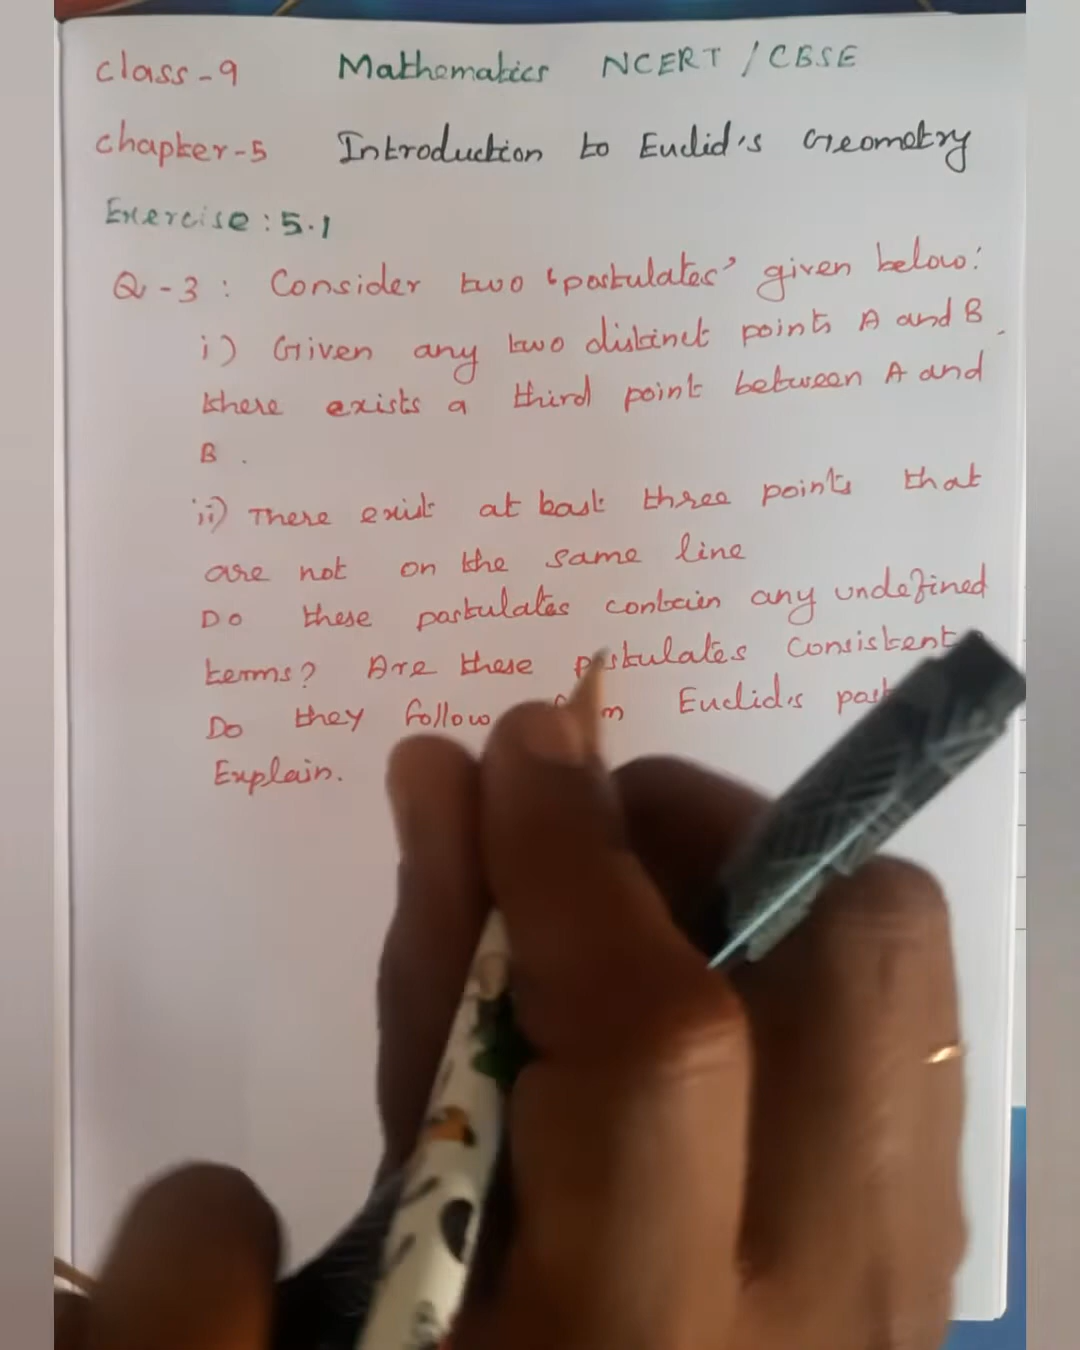 Class-9 Mathematics NCERT / CBSE
Chapter-5 Introduction to Euclid's Geometry
Exercise : 5.1
Q-3 : Consider two 'postulates' given below:
i) Given any two distinct points A and B
there exists a third point between A and
B .
ii) There exist at least three points that
are not on the same line
Do these postulates contain any undefined
terms? Are these postulates consistent
Do they follow Euclid's
Explain.